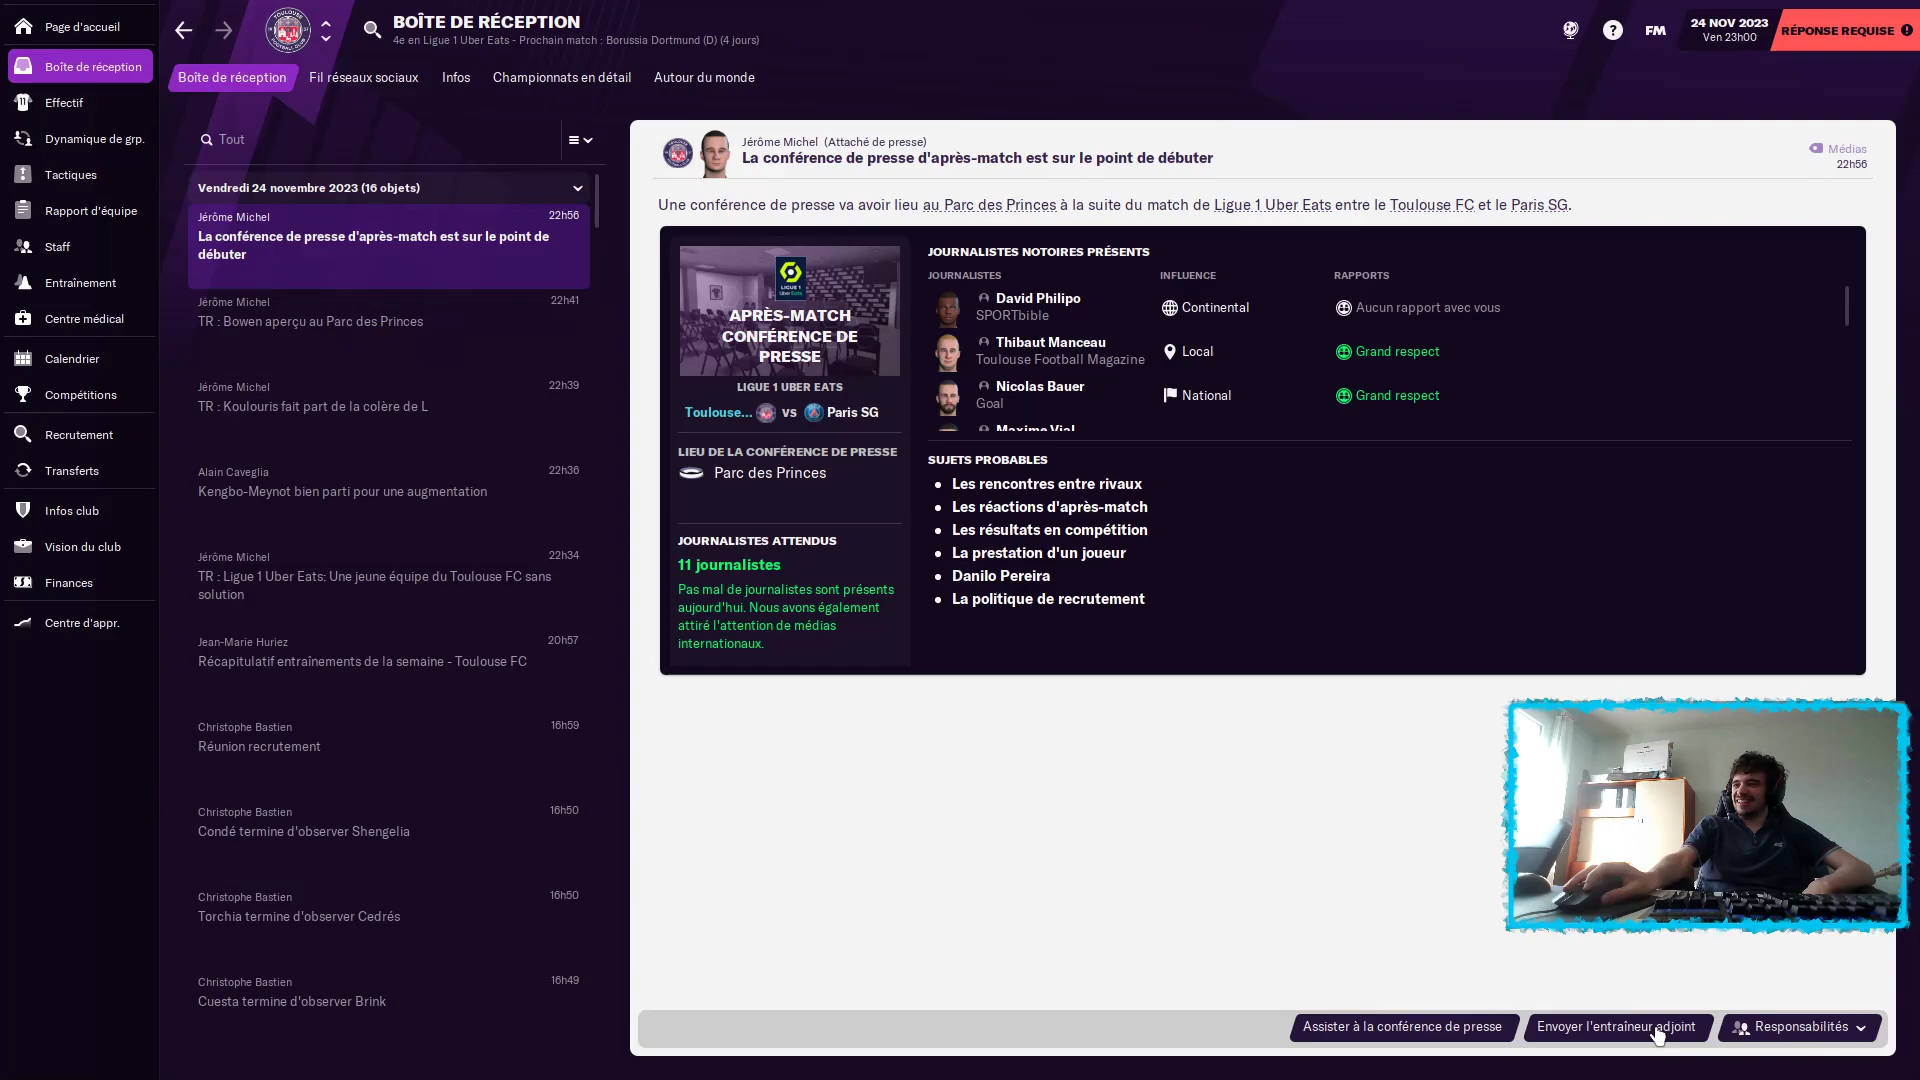 Page d'accueil
Boîte de réception
Effectif
Dynamique de grp.
Tactiques
Rapport d'équipe
Staff
Entraînement
Centre médical
Calendrier
Compétitions
Recrutement
Transferts
Infos club
Vision du club
Finances
Centre d'appr.
BOÎTE DE RÉCEPTION
4e en Ligue 1 Uber Eats - Prochain match : Borussia Dortmund (D) (4 jours)
FM
24 NOV 2023
Ven 23h00
RÉPONSE REQUISE
Boîte de réception
Fil réseaux sociaux
Infos
Championnats en détail
Autour du monde
Tout
Vendredi 24 novembre 2023 (16 objets)
Jérôme Michel 22h56
La conférence de presse d'après-match est sur le point de
débuter
Jérôme Michel 22h41
TR : Bowen aperçu au Parc des Princes
Jérôme Michel 22h39
TR : Koulouris fait part de la colère de L
Alain Caveglia 22h36
Kengbo-Meynot bien parti pour une augmentation
Jérôme Michel 22h34
TR : Ligue 1 Uber Eats: Une jeune équipe du Toulouse FC sans
solution
Jean-Marie Huriez 20h57
Récapitulatif entraînements de la semaine - Toulouse FC
Christophe Bastien 16h59
Réunion recrutement
Christophe Bastien 16h50
Condé termine d'observer Shengelia
Christophe Bastien 16h50
Torchia termine d'observer Cedrés
Christophe Bastien 16h49
Cuesta termine d'observer Brink
Jérôme Michel (Attaché de presse)
La conférence de presse d'après-match est sur le point de débuter
Médias
22h56
Une conférence de presse va avoir lieu au Parc des Princes à la suite du match de Ligue 1 Uber Eats entre le Toulouse FC et le Paris SG.
LIGUE 1
Uber Eats
APRÈS-MATCH
CONFÉRENCE DE
PRESSE
LIGUE 1 UBER EATS
Toulouse... VS Paris SG
LIEU DE LA CONFÉRENCE DE PRESSE
Parc des Princes
JOURNALISTES ATTENDUS
11 journalistes
Pas mal de journalistes sont présents
aujourd'hui. Nous avons également
attiré l'attention de médias
internationaux.
JOURNALISTES NOTOIRES PRÉSENTS
JOURNALISTES INFLUENCE RAPPORTS
David Philipo
SPORTbible
Continental
Aucun rapport avec vous
Thibaut Manceau
Toulouse Football Magazine
Local
Grand respect
Nicolas Bauer
Goal
National
Grand respect
Maxime Vial
SUJETS PROBABLES
Les rencontres entre rivaux
Les réactions d'après-match
Les résultats en compétition
La prestation d'un joueur
Danilo Pereira
La politique de recrutement
Assister à la conférence de presse
Envoyer l'entraîneur adjoint
Responsabilités